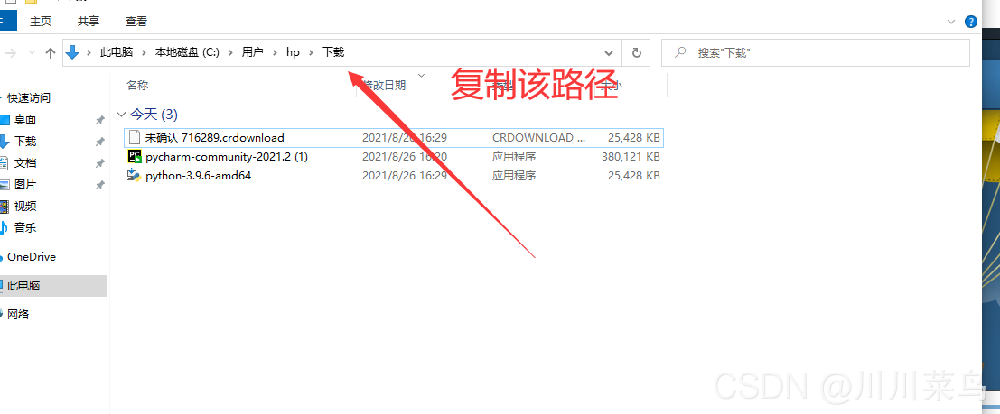 主页 共享 查看
此电脑 本地磁盘 (C:) 用户 hp 下载
搜索"下载"
复制该路径
名称 修改日期 类型 大小
快速访问
桌面
下载
文档
图片
视频
音乐
OneDrive
此电脑
网络
今天 (3)
未确认 716289.crdownload 2021/8/26 16:29 CRDOWNLOAD ... 25,428 KB
pycharm-community-2021.2 (1) 2021/8/26 16:20 应用程序 380,121 KB
python-3.9.6-amd64 2021/8/26 16:29 应用程序 25,428 KB
CSDN @川川菜鸟